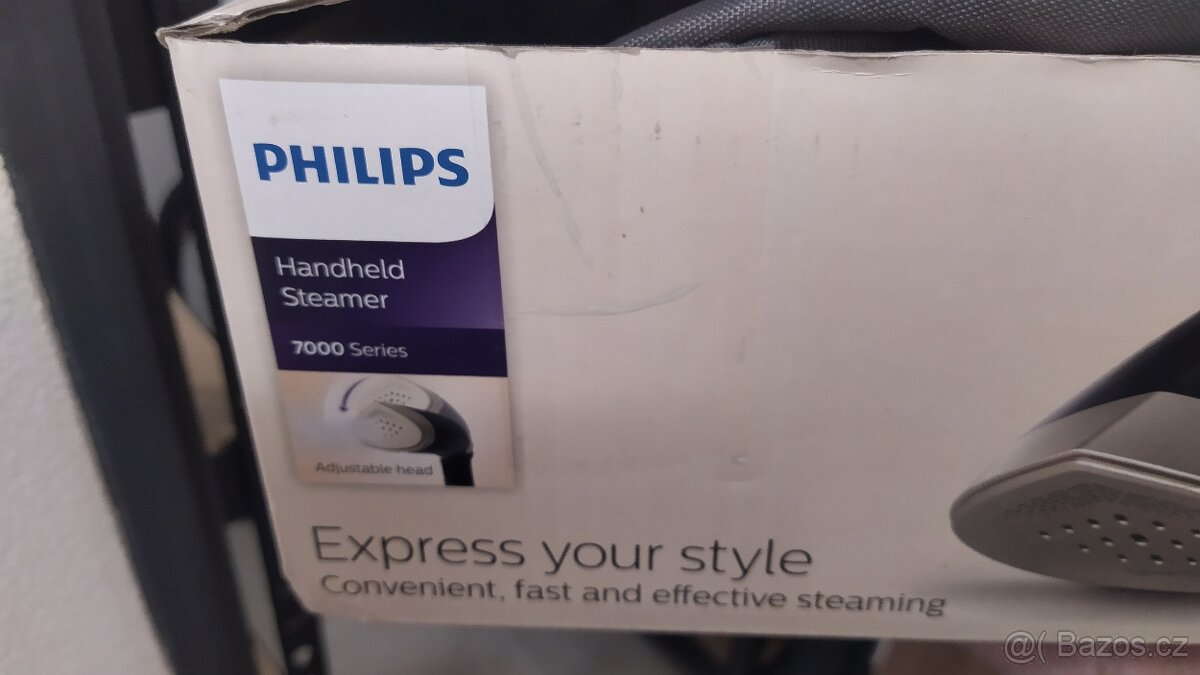 PHILIPS
Handheld
Steamer
7000 Series
Adjustable head
Express your style
Convenient, fast and effective steaming
@( Bazos.cz